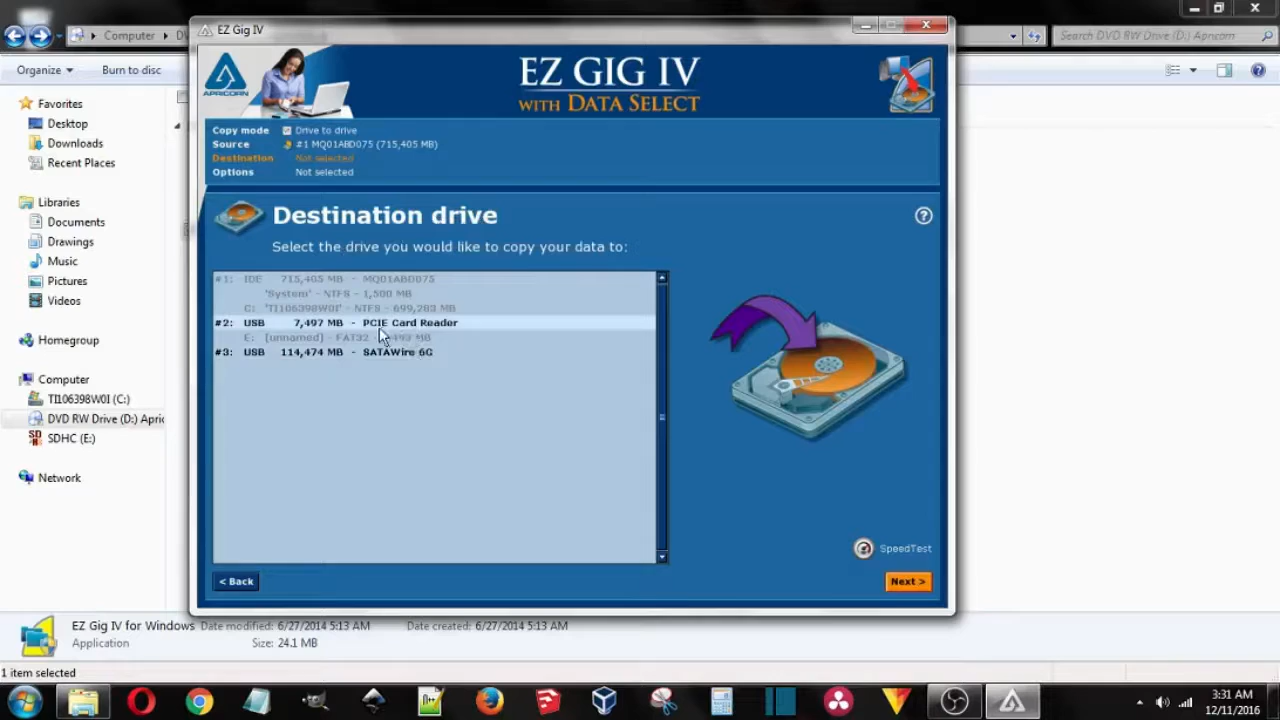 EZ Gig IV
Computer
Search DVD RW Drive (D:) Apricorn
Organize
Burn to disc
Favorites
Desktop
Downloads
Recent Places
Libraries
Documents
Drawings
Music
Pictures
Videos
Homegroup
Computer
TI106398W0I (C:)
DVD RW Drive (D:) Apric
SDHC (E:)
Network
APRICORN
EZ GIG IV
WITH DATA SELECT
Copy mode Drive to drive
Source #1 MQ01ABD075 (715,405 MB)
Destination Not selected
Options Not selected
Destination drive
Select the drive you would like to copy your data to:
#1: IDE 715,405 MB - MQ01ABD075
'System' - NTFS - 1,500 MB
C: 'TI106398W0I' - NTFS - 699,283 MB
#2: USB 7,497 MB - PCIE Card Reader
E: [unnamed] - FAT32 MB
#3: USB 114,474 MB - SATAWire 6G
SpeedTest
< Back
Next >
EZ Gig IV for Windows Date modified: 6/27/2014 5:13 AM Date created: 6/27/2014 5:13 AM
Application Size: 24.1 MB
1 item selected
3:31 AM
12/11/2016